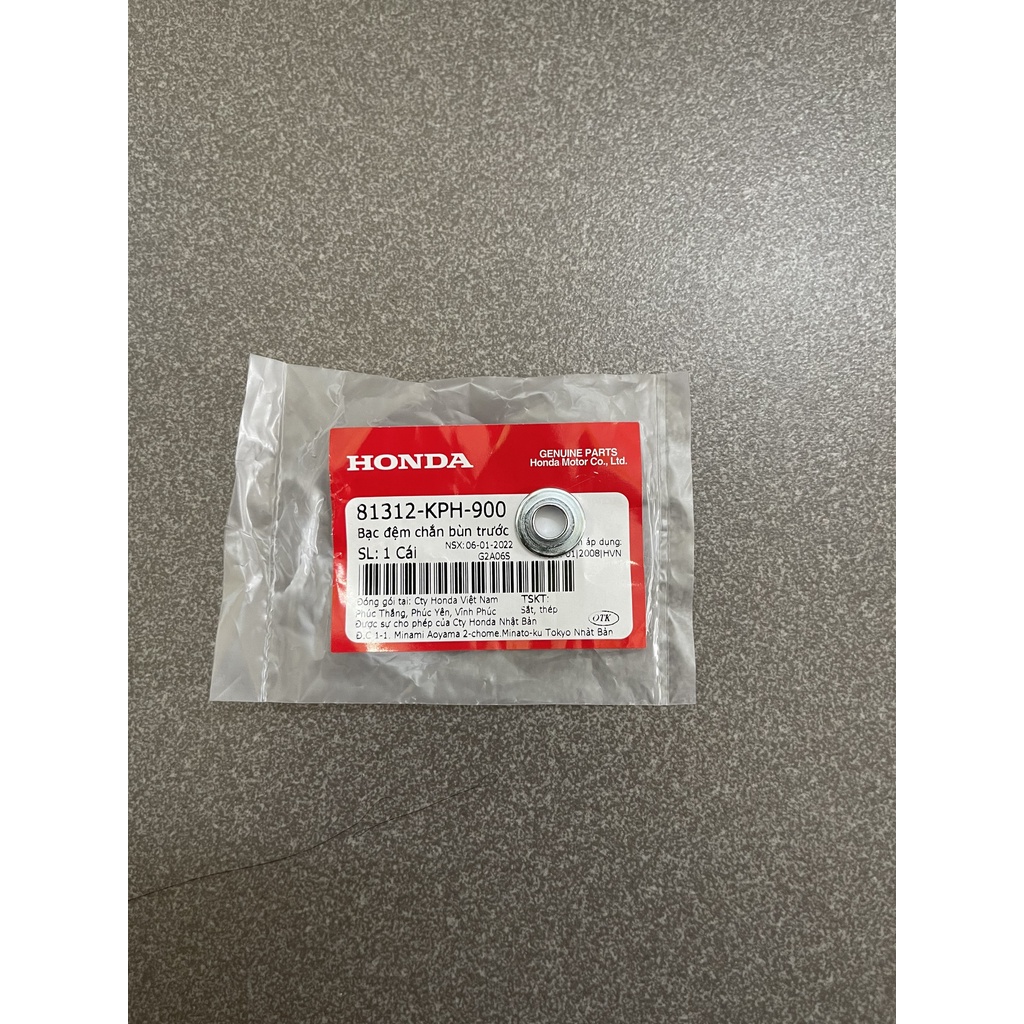 HONDA
GENUINE PARTS
Honda Motor Co., Ltd.
81312-KPH-900
Bạc đệm chắn bùn trước
SL: 1 Cái
NSX: 06-01-2022
G2A06S
áp dụng:
01|2008|HVN
Đóng gói tại: Cty Honda Việt Nam
Phúc Thắng, Phúc Yên, Vĩnh Phúc
TSKT:
Sắt, thép
Được sự cho phép của Cty Honda Nhật Bản
Đ.C 1-1. Minami Aoyama 2-chome.Minato-ku Tokyo Nhật Bản
OTK